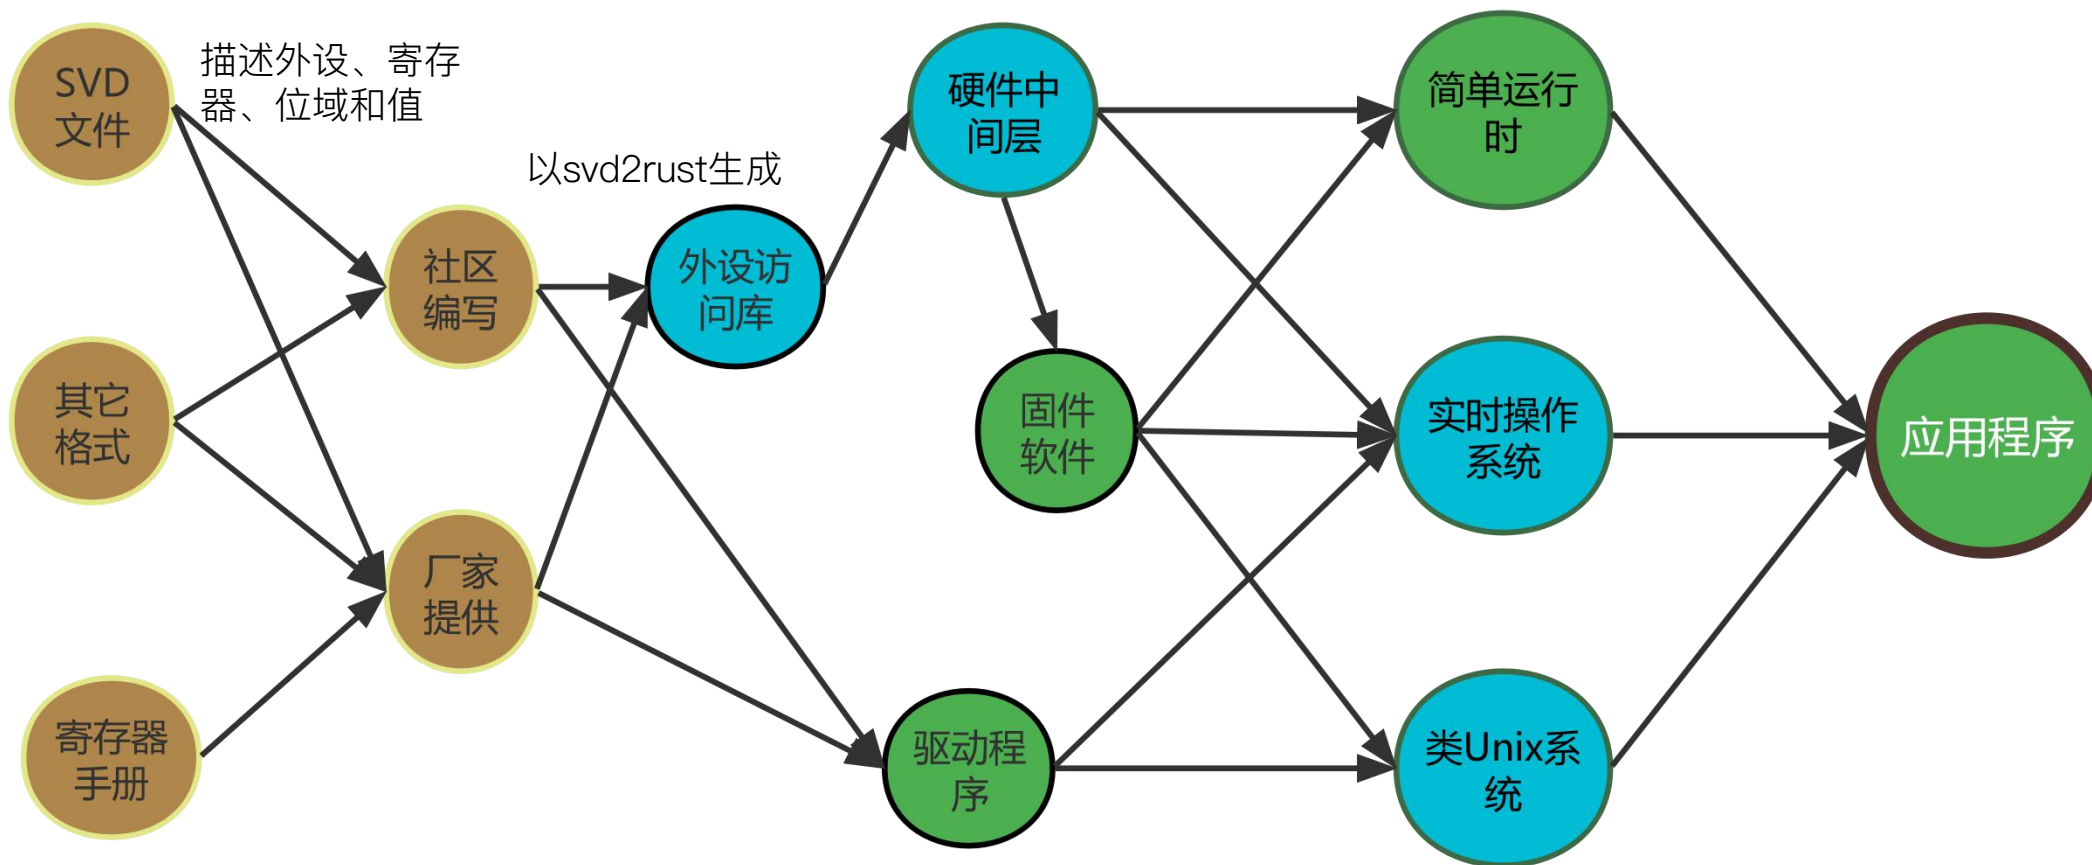 SVD
文件
描述外设、寄存
器、位域和值
其它
格式
寄存器
手册
社区
编写
厂家
提供
以svd2rust生成
外设访
问库
硬件中
间层
固件
软件
驱动程
序
简单运行
时
实时操作
系统
类Unix系
统
应用程序